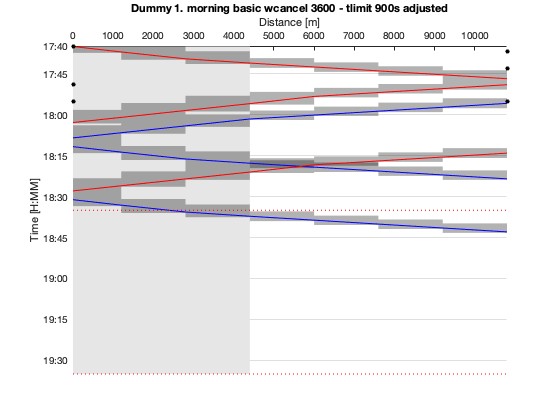 Dummy 1. morning basic wcancel 3600 - tlimit 900s adjusted
Distance [m]
0 1000 2000 3000 4000 5000 6000 7000 8000 9000 10000
Time [H:MM]
17:40
17:45
18:00
18:15
18:30
18:45
19:00
19:15
19:30